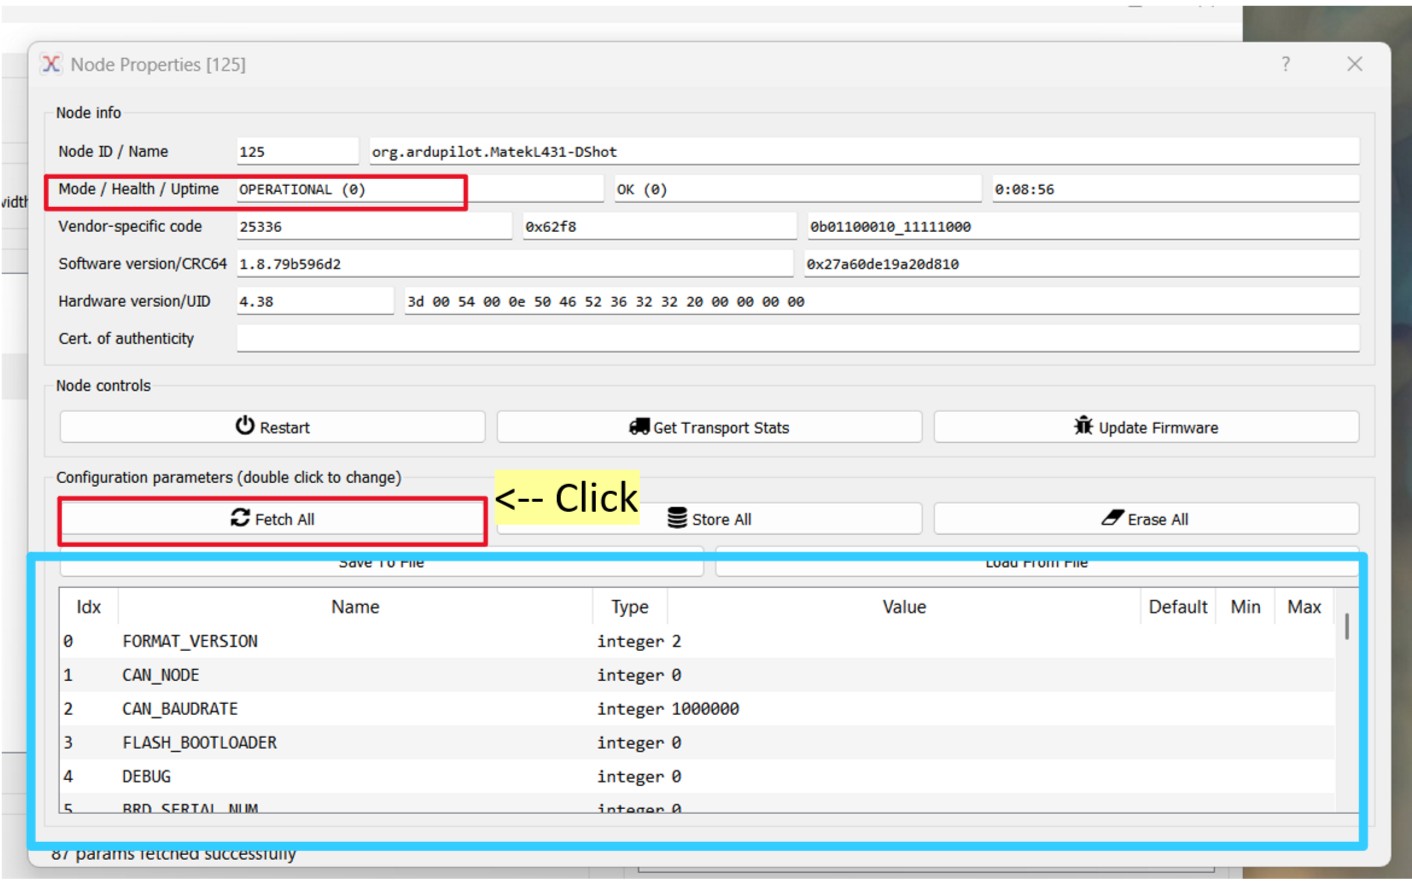 Node Properties [125] ?
Node info
Node ID / Name 125 org.ardupilot.MatekL431-DShot
Mode / Health / Uptime OPERATIONAL (0) OK (0) 0:08:56
width
Vendor-specific code 25336 0x62f8 0b01100010_11111000
Software version/CRC64 1.8.79b596d2 0x27a60de19a20d810
Hardware version/UID 4.38 3d 00 54 00 0e 50 46 52 36 32 32 20 00 00 00 00
Cert. of authenticity
Node controls
Restart Get Transport Stats Update Firmware
Configuration parameters (double click to change)
<-- Click
Fetch All Store All Erase All
Save To File Load From File
Idx Name Type Value Default Min Max
0 FORMAT_VERSION integer 2
1 CAN_NODE integer 0
2 CAN_BAUDRATE integer 1000000
3 FLASH_BOOTLOADER integer 0
4 DEBUG integer 0
5 BRD_SERIAL_NUM integer 0
87 params fetched successfully